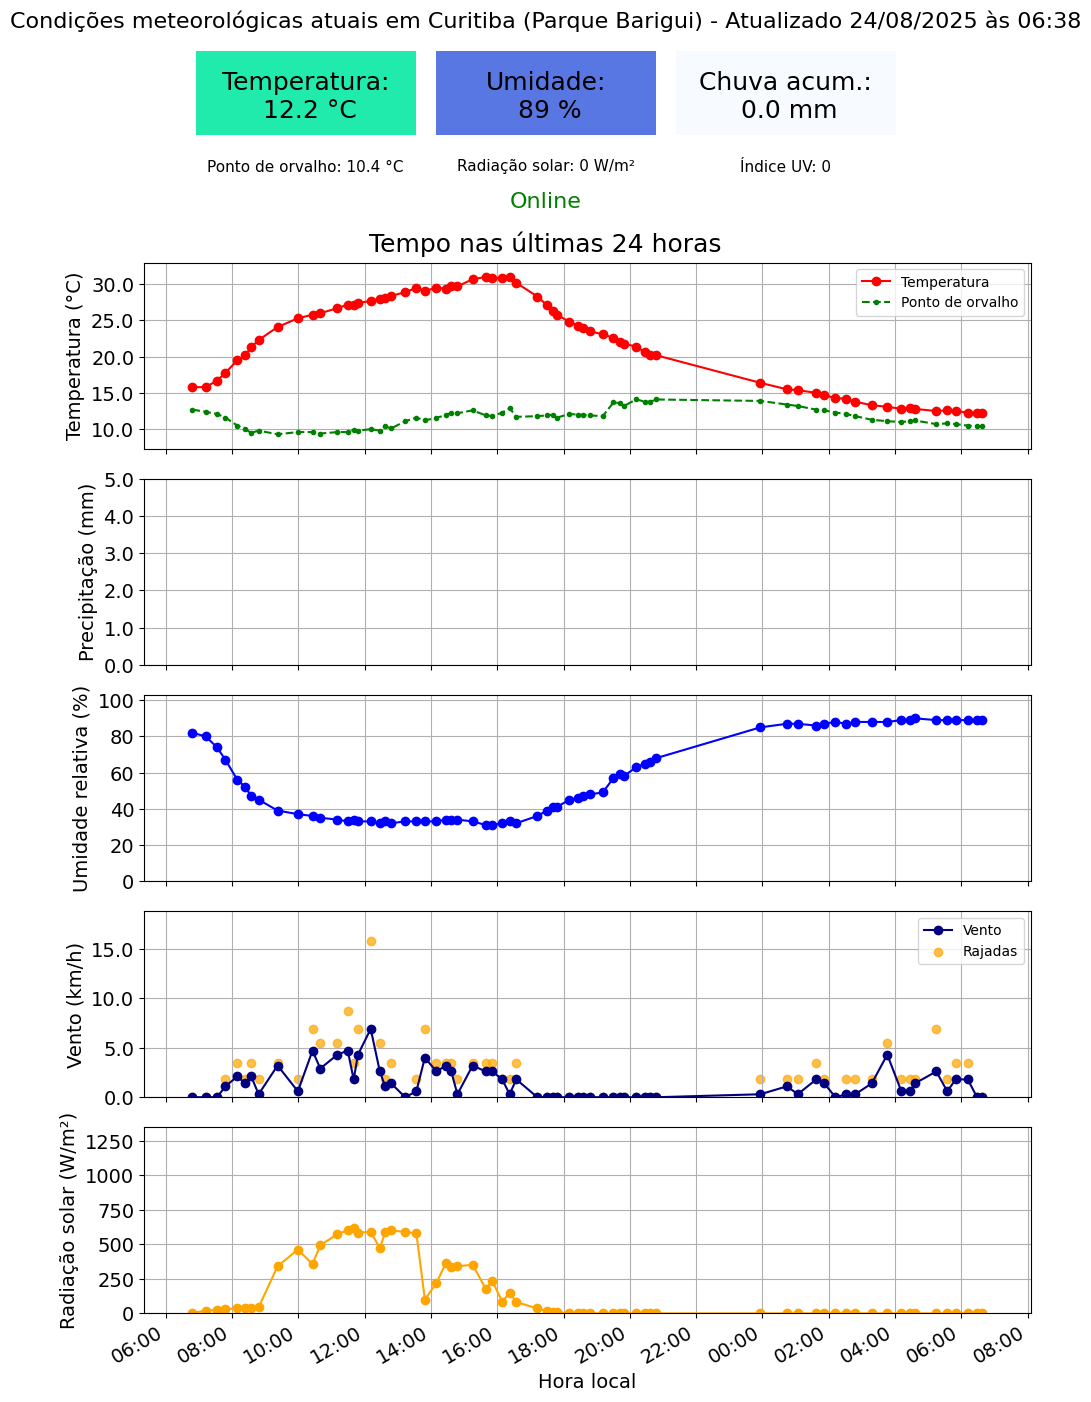 Condições meteorológicas atuais em Curitiba (Parque Barigui) - Atualizado 24/08/2025 às 06:38
Temperatura:
12.2 °C
Umidade:
89 %
Chuva acum.:
0.0 mm
Ponto de orvalho: 10.4 °C
Radiação solar: 0 W/m²
Índice UV: 0
Online
Tempo nas últimas 24 horas
Temperatura (°C)
30.0
25.0
20.0
15.0
10.0
Temperatura
Ponto de orvalho
Precipitação (mm)
5.0
4.0
3.0
2.0
1.0
0.0
Umidade relativa (%)
100
80
60
40
20
0
Vento (km/h)
15.0
10.0
5.0
0.0
Vento
Rajadas
Radiação solar (W/m²)
1250
1000
750
500
250
0
06:00
08:00
10:00
12:00
14:00
16:00
18:00
20:00
22:00
00:00
02:00
04:00
06:00
08:00
Hora local